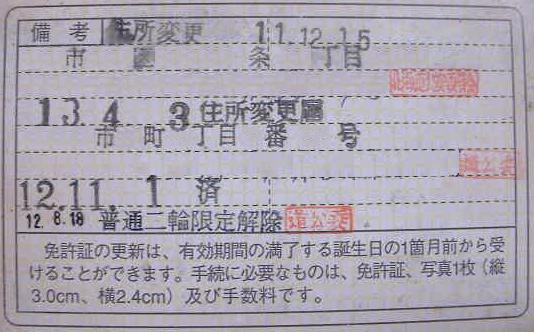 備考 住所変更 11.12.15
市 条 丁目
13.4 3 住所変更届
市 町 丁目 番 号
12.11. 1 済
12.8.18 普通二輪限定解除 道公委
免許証の更新は、有効期間の満了する誕生日の1箇月前から受
けることができます。手続に必要なものは、免許証、写真1枚(縦
3.0cm、横2.4cm)及び手数料です。